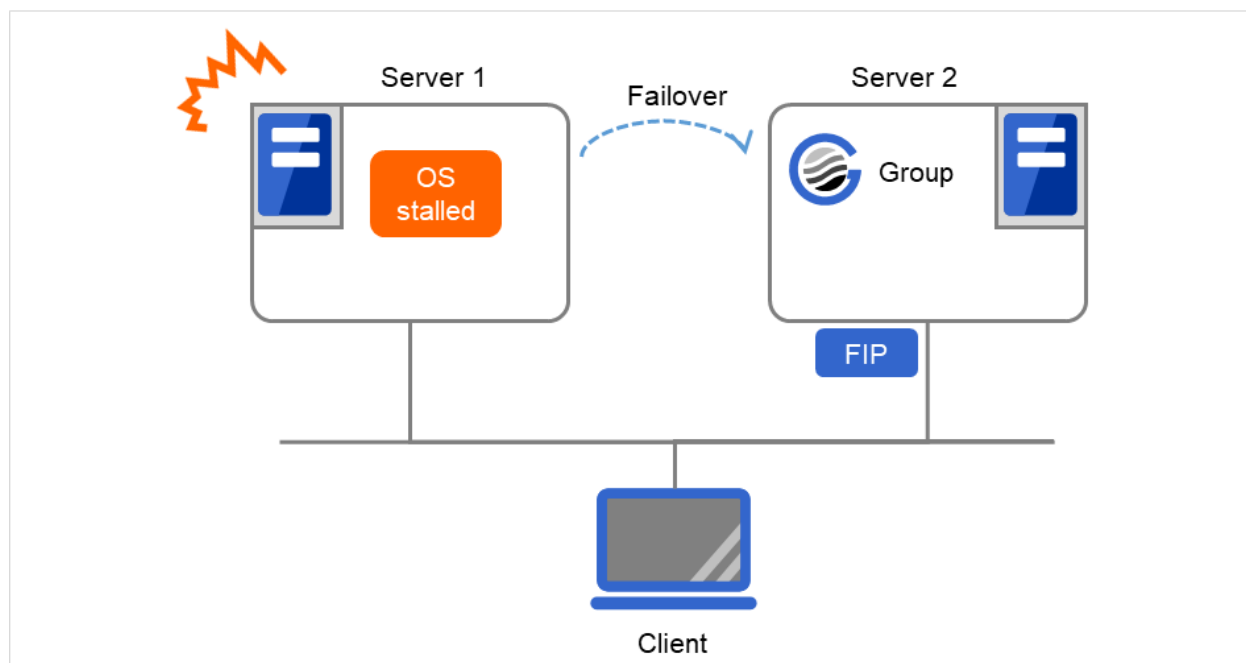 Server 1
Failover
Server 2
OS
stalled
Group
FIP
Client